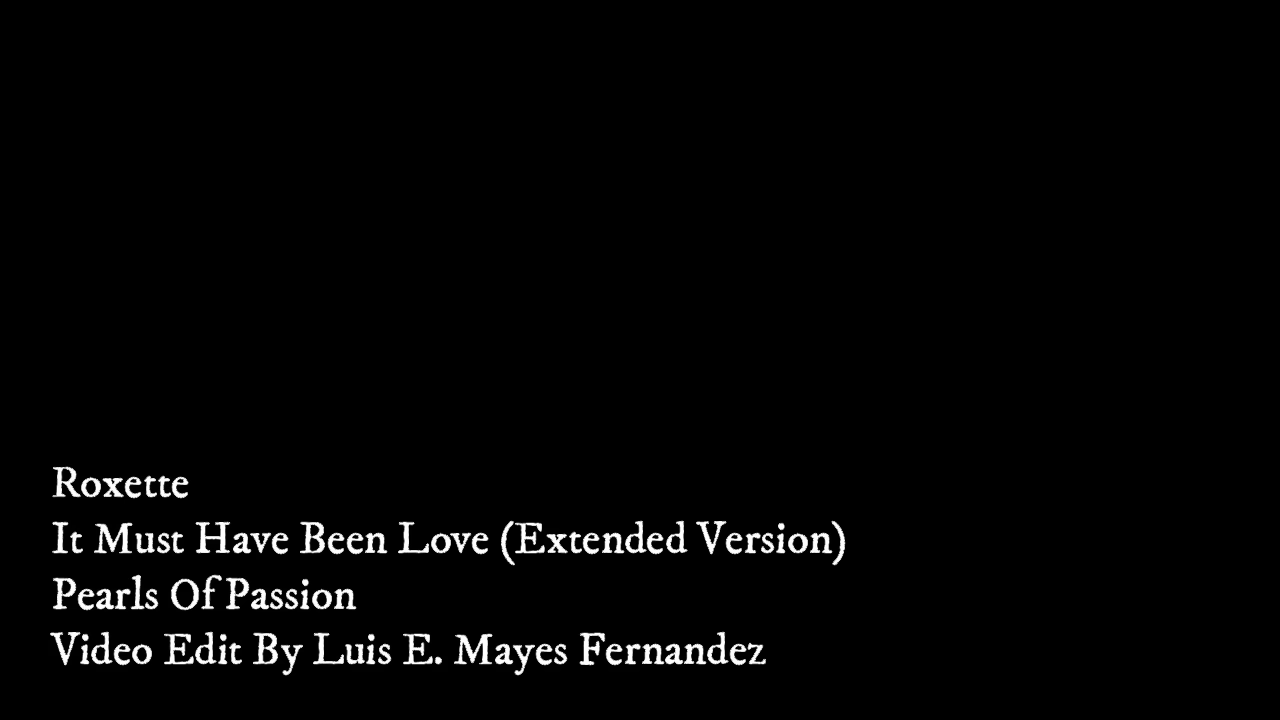 Roxette
It Must Have Been Love (Extended Version)
Pearls Of Passion
Video Edit By Luis E. Mayes Fernandez